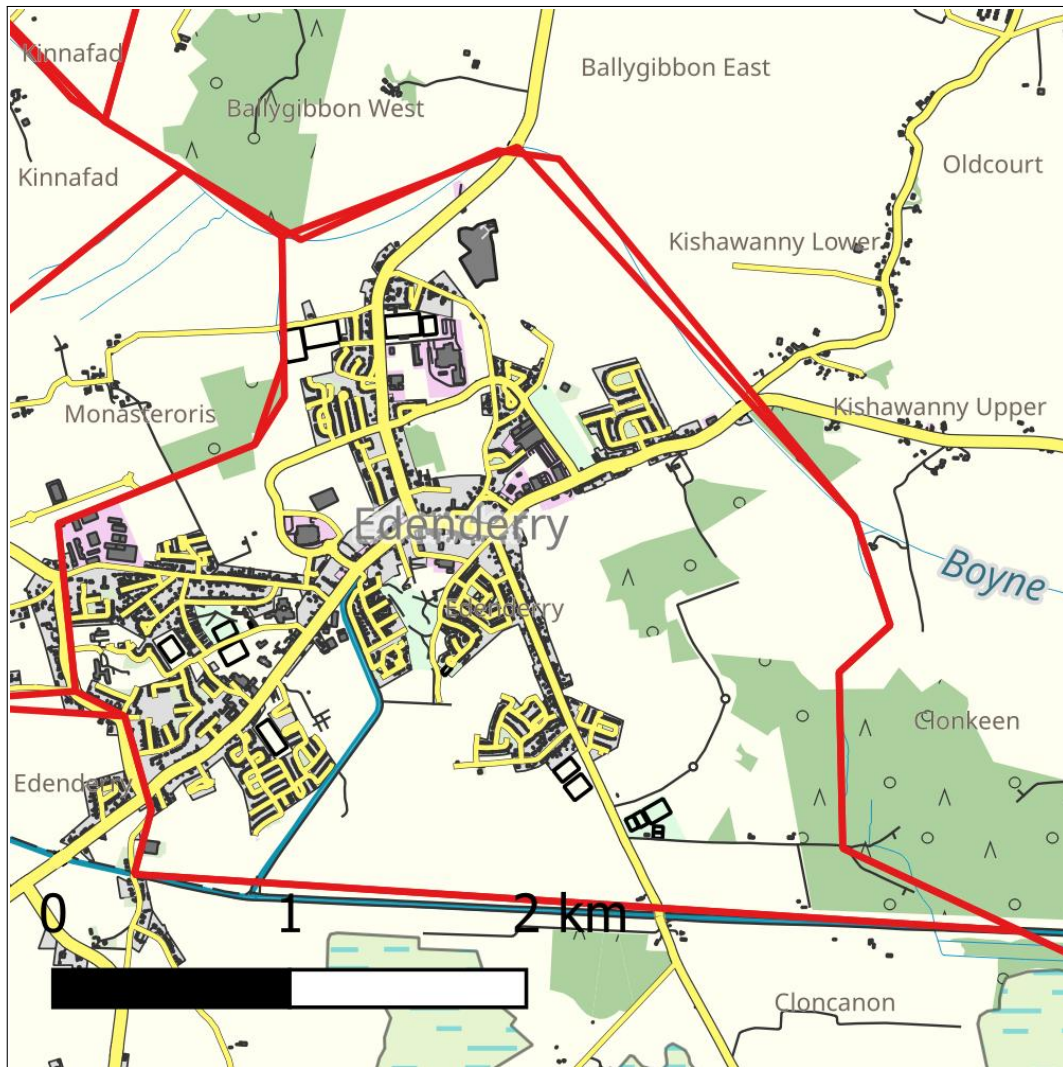 Kinnafad
Ballygibbon East
Ballygibbon West
Oldcourt
Kinnafad
Kishawanny Lower
Monasteroris
Kishawanny Upper
Edenderry
Boyne
Edenderry
Clonkeen
Edenderry
0 1 2 km
Cloncanon